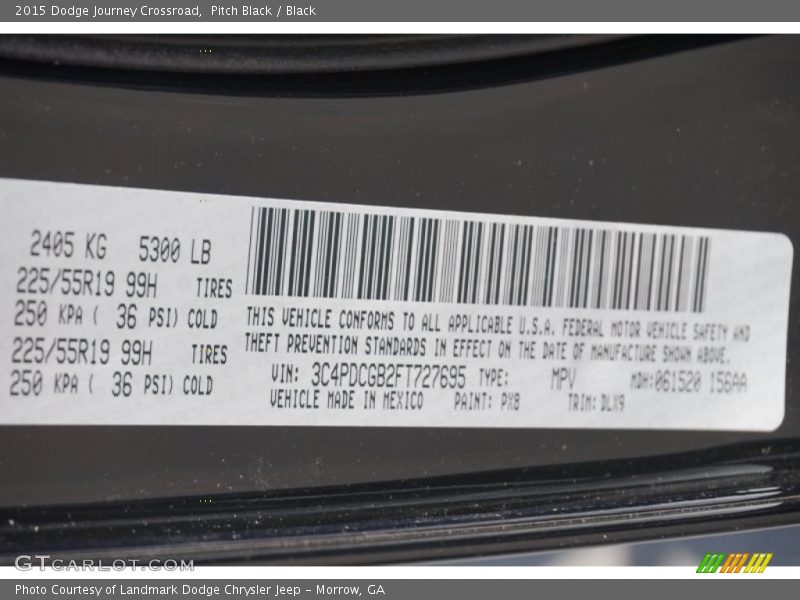 2015 Dodge Journey Crossroad, Pitch Black / Black
2405 KG 5300 LB
225/55R19 99H TIRES
250 KPA ( 36 PSI) COLD
225/55R19 99H TIRES
250 KPA ( 36 PSI) COLD
THIS VEHICLE CONFORMS TO ALL APPLICABLE U.S.A. FEDERAL MOTOR VEHICLE SAFETY AND
THEFT PREVENTION STANDARDS IN EFFECT ON THE DATE OF MANUFACTURE SHOWN ABOVE.
VIN: 3C4PDCGB2FT727695 TYPE: MPV MDH:061520 156AA
VEHICLE MADE IN MEXICO PAINT: PX8 TRIM: DLX9
GTCARLOT.COM
Photo Courtesy of Landmark Dodge Chrysler Jeep – Morrow, GA